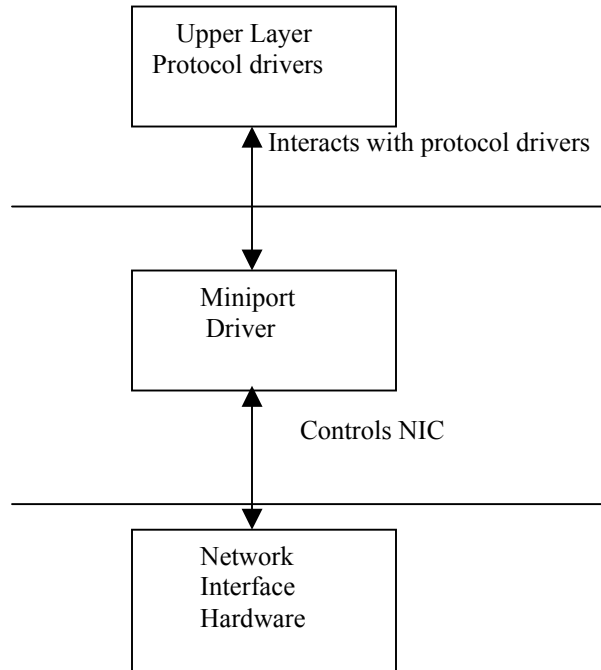 Upper Layer
Protocol drivers
Interacts with protocol drivers
Miniport
Driver
Controls NIC
Network
Interface
Hardware